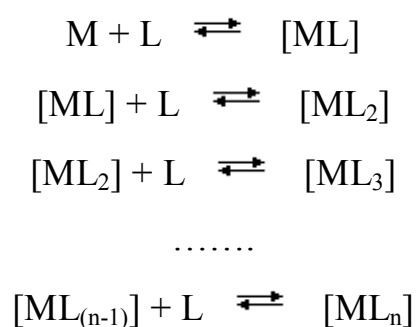 M + L ⇌ [ML]
[ML] + L ⇌ [ML₂]
[ML₂] + L ⇌ [ML₃]
.......
[ML₍ₙ₋₁₎] + L ⇌ [MLₙ]